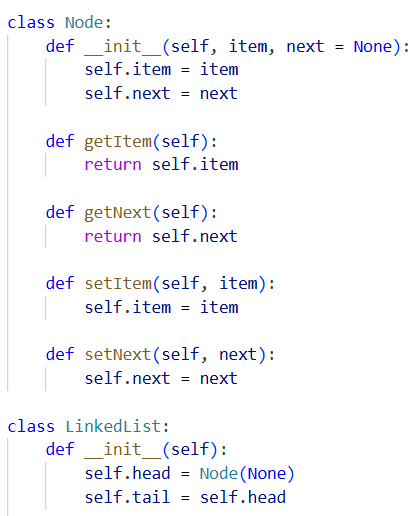 class Node:
    def __init__(self, item, next = None):
        self.item = item
        self.next = next

    def getItem(self):
        return self.item

    def getNext(self):
        return self.next

    def setItem(self, item):
        self.item = item

    def setNext(self, next):
        self.next = next

class LinkedList:
    def __init__(self):
        self.head = Node(None)
        self.tail = self.head